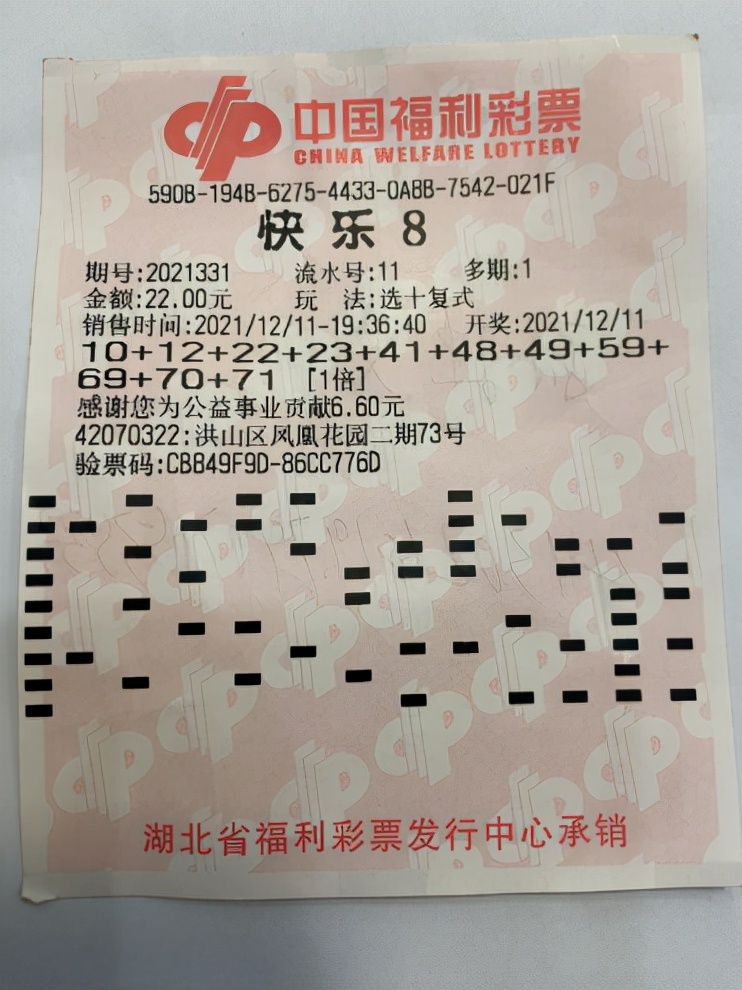 中国福利彩票
CHINA WELFARE LOTTERY
590B-194B-6275-4433-0A8B-7542-021F
快乐8
期号:2021331 流水号:11 多期:1
金额:22.00元 玩 法:选十复式
销售时间:2021/12/11-19:36:40 开奖:2021/12/11
10+12+22+23+41+48+49+59+
69+70+71 [1倍]
感谢您为公益事业贡献6.60元
42070322:洪山区凤凰花园二期73号
验票码:CBB49F9D-86CC776D
湖北省福利彩票发行中心承销